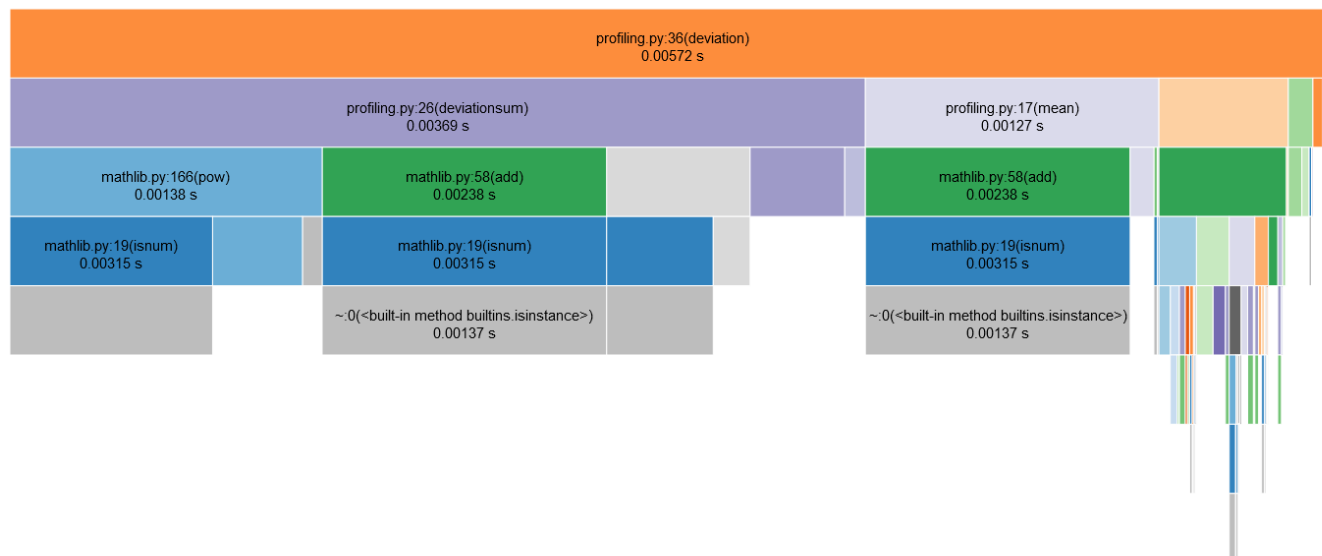 profiling.py:36(deviation)
0.00572 s
profiling.py:26(deviationsum)
0.00369 s
profiling.py:17(mean)
0.00127 s
mathlib.py:166(pow)
0.00138 s
mathlib.py:58(add)
0.00238 s
mathlib.py:58(add)
0.00238 s
mathlib.py:19(isnum)
0.00315 s
mathlib.py:19(isnum)
0.00315 s
mathlib.py:19(isnum)
0.00315 s
~:0(<built-in method builtins.isinstance>)
0.00137 s
~:0(<built-in method builtins.isinstance>)
0.00137 s